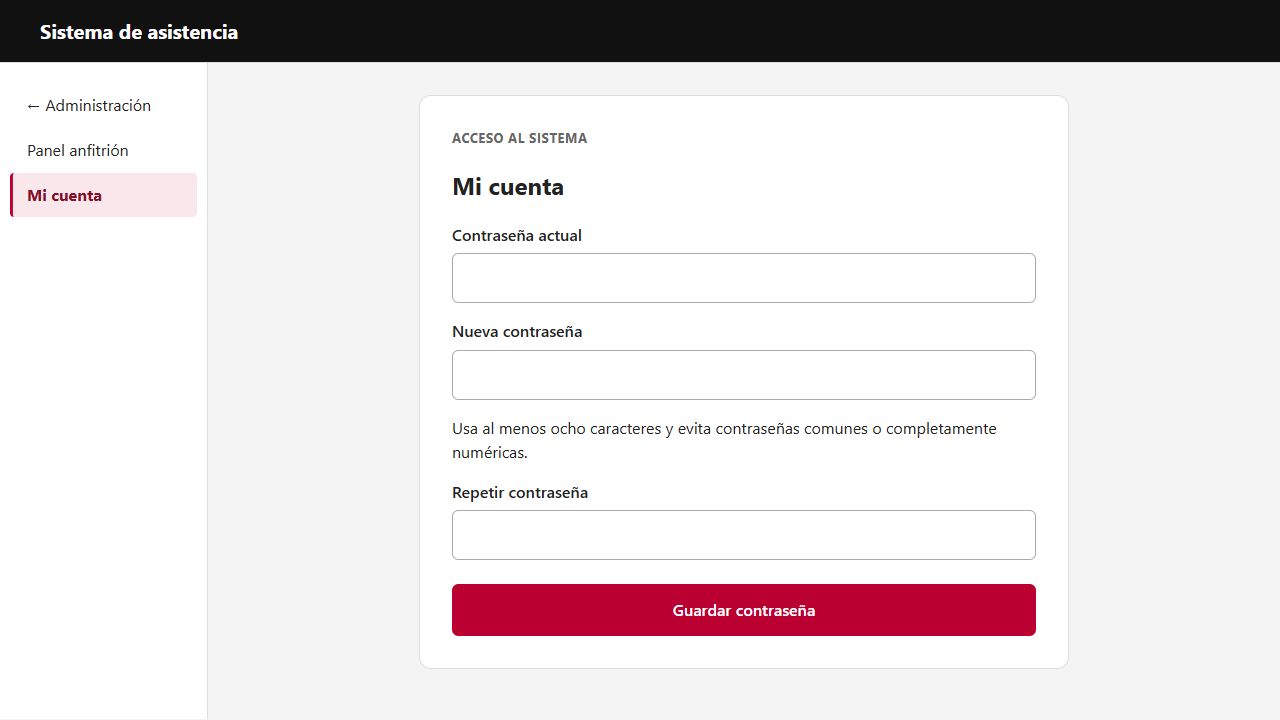 Sistema de asistencia
← Administración
Panel anfitrión
Mi cuenta
ACCESO AL SISTEMA
Mi cuenta
Contraseña actual
Nueva contraseña
Usa al menos ocho caracteres y evita contraseñas comunes o completamente
numéricas.
Repetir contraseña
Guardar contraseña